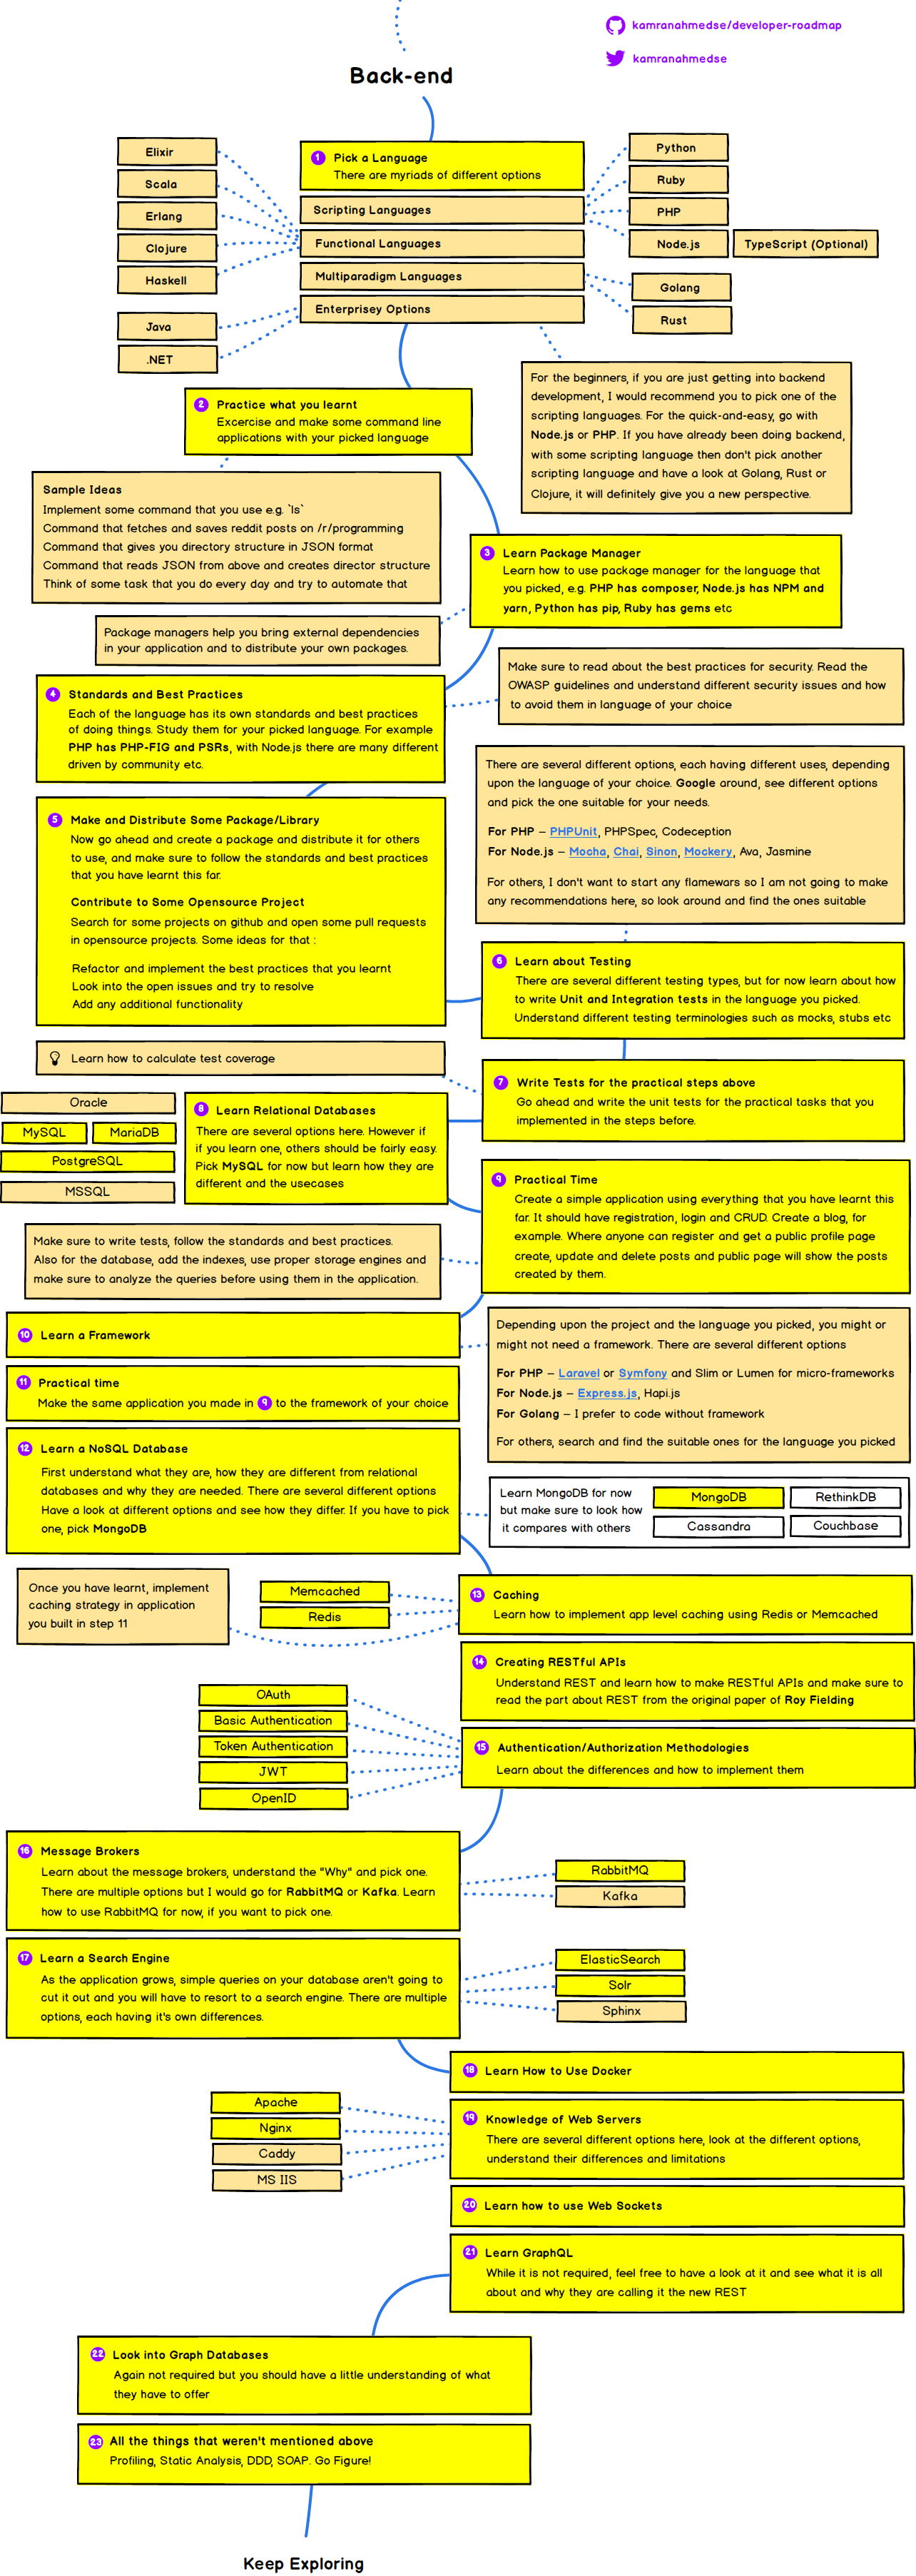 kamranahmedse/developer-roadmap
kamranahmedse
Back-end
1 Pick a Language
There are myriads of different options
Scripting Languages
Functional Languages
Multiparadigm Languages
Enterprisey Options
Elixir
Scala
Erlang
Clojure
Haskell
Java
.NET
Python
Ruby
PHP
Node.js
TypeScript (Optional)
Golang
Rust
For the beginners, if you are just getting into backend
development, I would recommend you to pick one of the
scripting languages. For the quick-and-easy, go with
Node.js or PHP. If you have already been doing backend,
with some scripting language then don't pick another
scripting language and have a look at Golang, Rust or
Clojure, it will definitely give you a new perspective.
2 Practice what you learnt
Excercise and make some command line
applications with your picked language
Sample Ideas
Implement some command that you use e.g. `ls`
Command that fetches and saves reddit posts on /r/programming
Command that gives you directory structure in JSON format
Command that reads JSON from above and creates director structure
Think of some task that you do every day and try to automate that
3 Learn Package Manager
Learn how to use package manager for the language that
you picked, e.g. PHP has composer, Node.js has NPM and
yarn, Python has pip, Ruby has gems etc
Package managers help you bring external dependencies
in your application and to distribute your own packages.
Make sure to read about the best practices for security. Read the
OWASP guidelines and understand different security issues and how
to avoid them in language of your choice
4 Standards and Best Practices
Each of the language has its own standards and best practices
of doing things. Study them for your picked language. For example
PHP has PHP-FIG and PSRs, with Node.js there are many different
driven by community etc.
There are several different options, each having different uses, depending
upon the language of your choice. Google around, see different options
and pick the one suitable for your needs.
For PHP – PHPUnit, PHPSpec, Codeception
For Node.js – Mocha, Chai, Sinon, Mockery, Ava, Jasmine
For others, I don't want to start any flamewars so I am not going to make
any recommendations here, so look around and find the ones suitable
5 Make and Distribute Some Package/Library
Now go ahead and create a package and distribute it for others
to use, and make sure to follow the standards and best practices
that you have learnt this far.
Contribute to Some Opensource Project
Search for some projects on github and open some pull requests
in opensource projects. Some ideas for that :
Refactor and implement the best practices that you learnt
Look into the open issues and try to resolve
Add any additional functionality
6 Learn about Testing
There are several different testing types, but for now learn about how
to write Unit and Integration tests in the language you picked.
Understand different testing terminologies such as mocks, stubs etc
Learn how to calculate test coverage
7 Write Tests for the practical steps above
Go ahead and write the unit tests for the practical tasks that you
implemented in the steps before.
8 Learn Relational Databases
There are several options here. However if
if you learn one, others should be fairly easy.
Pick MySQL for now but learn how they are
different and the usecases
Oracle
MySQL
MariaDB
PostgreSQL
MSSQL
9 Practical Time
Create a simple application using everything that you have learnt this
far. It should have registration, login and CRUD. Create a blog, for
example. Where anyone can register and get a public profile page
create, update and delete posts and public page will show the posts
created by them.
Make sure to write tests, follow the standards and best practices.
Also for the database, add the indexes, use proper storage engines and
make sure to analyze the queries before using them in the application.
10 Learn a Framework
Depending upon the project and the language you picked, you might or
might not need a framework. There are several different options
For PHP – Laravel or Symfony and Slim or Lumen for micro-frameworks
For Node.js – Express.js, Hapi.js
For Golang – I prefer to code without framework
For others, search and find the suitable ones for the language you picked
11 Practical time
Make the same application you made in 9 to the framework of your choice
12 Learn a NoSQL Database
First understand what they are, how they are different from relational
databases and why they are needed. There are several different options
Have a look at different options and see how they differ. If you have to pick
one, pick MongoDB
Learn MongoDB for now
but make sure to look how
it compares with others
MongoDB
RethinkDB
Cassandra
Couchbase
13 Caching
Learn how to implement app level caching using Redis or Memcached
Memcached
Redis
Once you have learnt, implement
caching strategy in application
you built in step 11
14 Creating RESTful APIs
Understand REST and learn how to make RESTful APIs and make sure to
read the part about REST from the original paper of Roy Fielding
15 Authentication/Authorization Methodologies
Learn about the differences and how to implement them
OAuth
Basic Authentication
Token Authentication
JWT
OpenID
16 Message Brokers
Learn about the message brokers, understand the "Why" and pick one.
There are multiple options but I would go for RabbitMQ or Kafka. Learn
how to use RabbitMQ for now, if you want to pick one.
RabbitMQ
Kafka
17 Learn a Search Engine
As the application grows, simple queries on your database aren't going to
cut it out and you will have to resort to a search engine. There are multiple
options, each having it's own differences.
ElasticSearch
Solr
Sphinx
18 Learn How to Use Docker
19 Knowledge of Web Servers
There are several different options here, look at the different options,
understand their differences and limitations
Apache
Nginx
Caddy
MS IIS
20 Learn how to use Web Sockets
21 Learn GraphQL
While it is not required, feel free to have a look at it and see what it is all
about and why they are calling it the new REST
22 Look into Graph Databases
Again not required but you should have a little understanding of what
they have to offer
23 All the things that weren't mentioned above
Profiling, Static Analysis, DDD, SOAP. Go Figure!
Keep Exploring